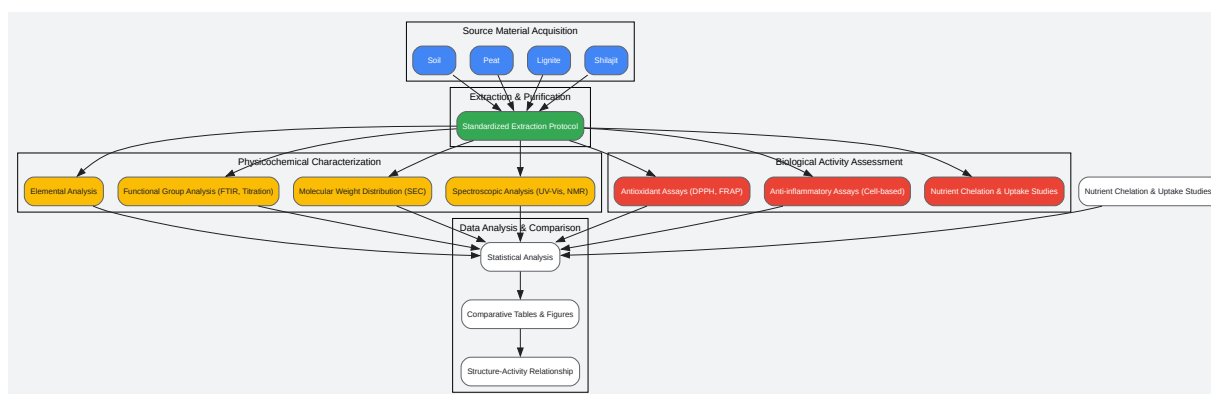 Source Material Acquisition
Soil
Peat
Lignite
Shilajit
Extraction & Purification
Standardized Extraction Protocol
Physicochemical Characterization
Biological Activity Assessment
Elemental Analysis
Functional Group Analysis (FTIR, Titration)
Molecular Weight Distribution (SEC)
Spectroscopic Analysis (UV-Vis, NMR)
Antioxidant Assays (DPPH, FRAP)
Anti-inflammatory Assays (Cell-based)
Nutrient Chelation & Uptake Studies
Nutrient Chelation & Uptake Studies
Data Analysis & Comparison
Statistical Analysis
Comparative Tables & Figures
Structure-Activity Relationship